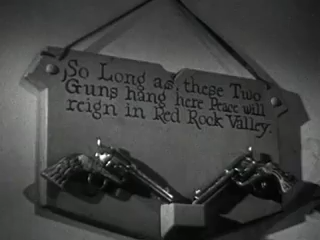 So Long as these Two
Guns hang here Peace will
reign in Red Rock Valley.